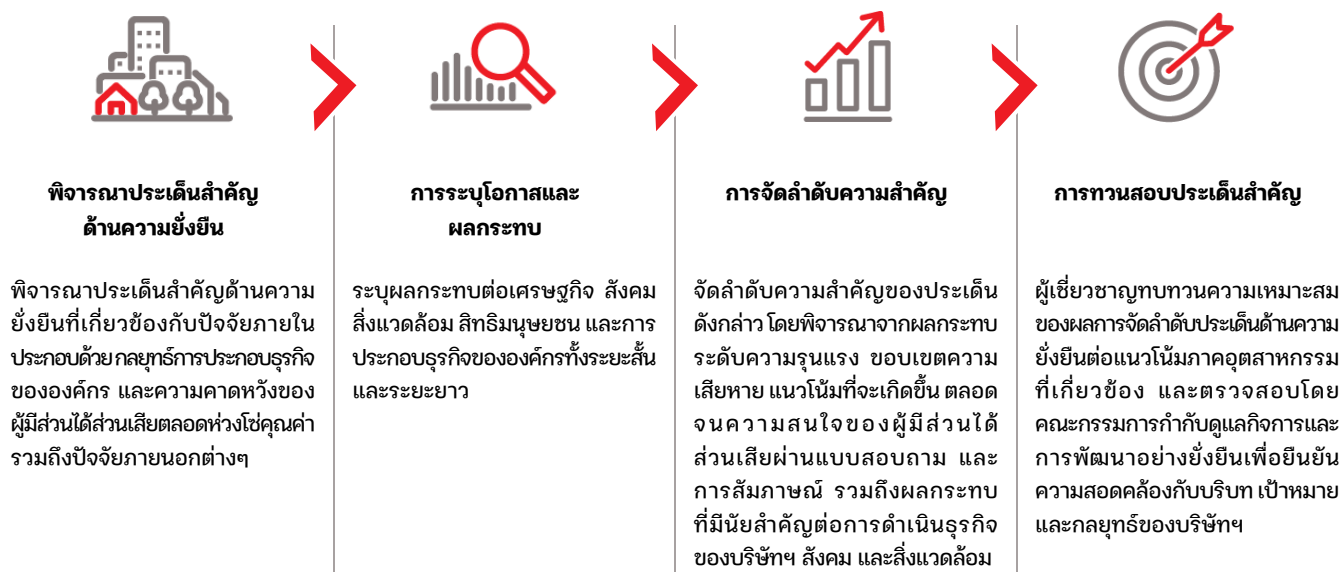 พิจารณาประเด็นสำคัญ
ด้านความยั่งยืน
พิจารณาประเด็นสำคัญด้านความ
ยั่งยืนที่เกี่ยวข้องกับปัจจัยภายใน
ประกอบด้วย กลยุทธ์การประกอบธุรกิจ
ขององค์กร และความคาดหวังของ
ผู้มีส่วนได้ส่วนเสียตลอดห่วงโซ่คุณค่า
รวมถึงปัจจัยภายนอกต่างๆ
การระบุโอกาสและ
ผลกระทบ
ระบุผลกระทบต่อเศรษฐกิจ สังคม
สิ่งแวดล้อม สิทธิมนุษยชน และการ
ประกอบธุรกิจขององค์กรทั้งระยะสั้น
และระยะยาว
การจัดลำดับความสำคัญ
จัดลำดับความสำคัญของประเด็น
ดังกล่าว โดยพิจารณาจากผลกระทบ
ระดับความรุนแรง ขอบเขตความ
เสียหาย แนวโน้มที่จะเกิดขึ้น ตลอด
จนความสนใจของผู้มีส่วนได้
ส่วนเสียผ่านแบบสอบถาม และ
การสัมภาษณ์ รวมถึงผลกระทบ
ที่มีนัยสำคัญต่อการดำเนินธุรกิจ
ของบริษัทฯ สังคม และสิ่งแวดล้อม
การทวนสอบประเด็นสำคัญ
ผู้เชี่ยวชาญทบทวนความเหมาะสม
ของผลการจัดลำดับประเด็นด้านความ
ยั่งยืนต่อแนวโน้มภาคอุตสาหกรรม
ที่เกี่ยวข้อง และตรวจสอบโดย
คณะกรรมการกำกับดูแลกิจการและ
การพัฒนาอย่างยั่งยืนเพื่อยืนยัน
ความสอดคล้องกับบริบท เป้าหมาย
และกลยุทธ์ของบริษัทฯ